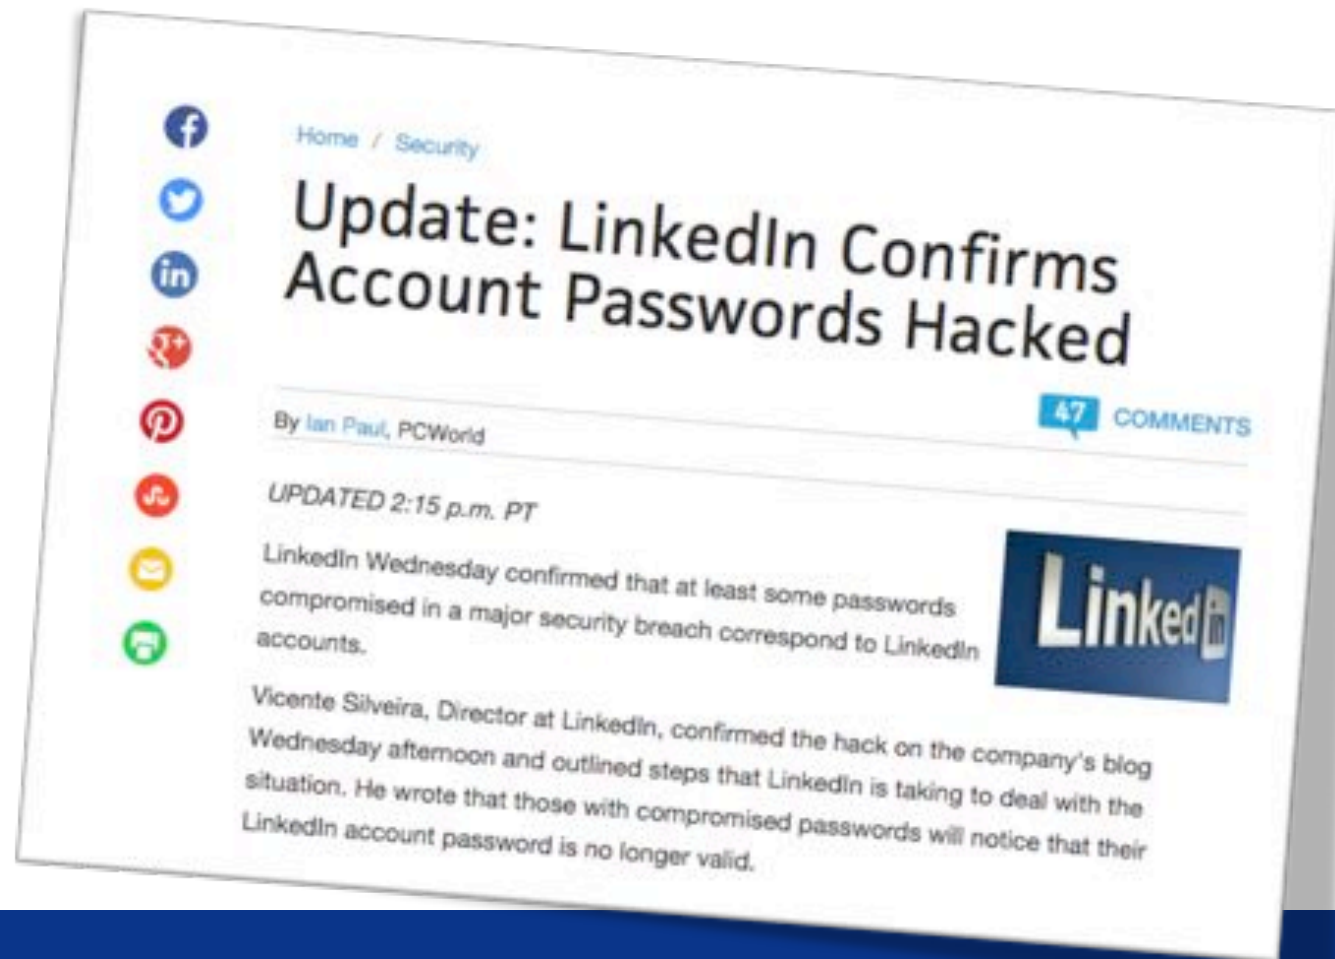 Home / Security
Update: LinkedIn Confirms
Account Passwords Hacked
47 COMMENTS
By Ian Paul, PCWorld
UPDATED 2:15 p.m. PT
LinkedIn Wednesday confirmed that at least some passwords
compromised in a major security breach correspond to LinkedIn
accounts.
Linked in
Vicente Silveira, Director at LinkedIn, confirmed the hack on the company's blog
Wednesday afternoon and outlined steps that LinkedIn is taking to deal with the
situation. He wrote that those with compromised passwords will notice that their
LinkedIn account password is no longer valid.